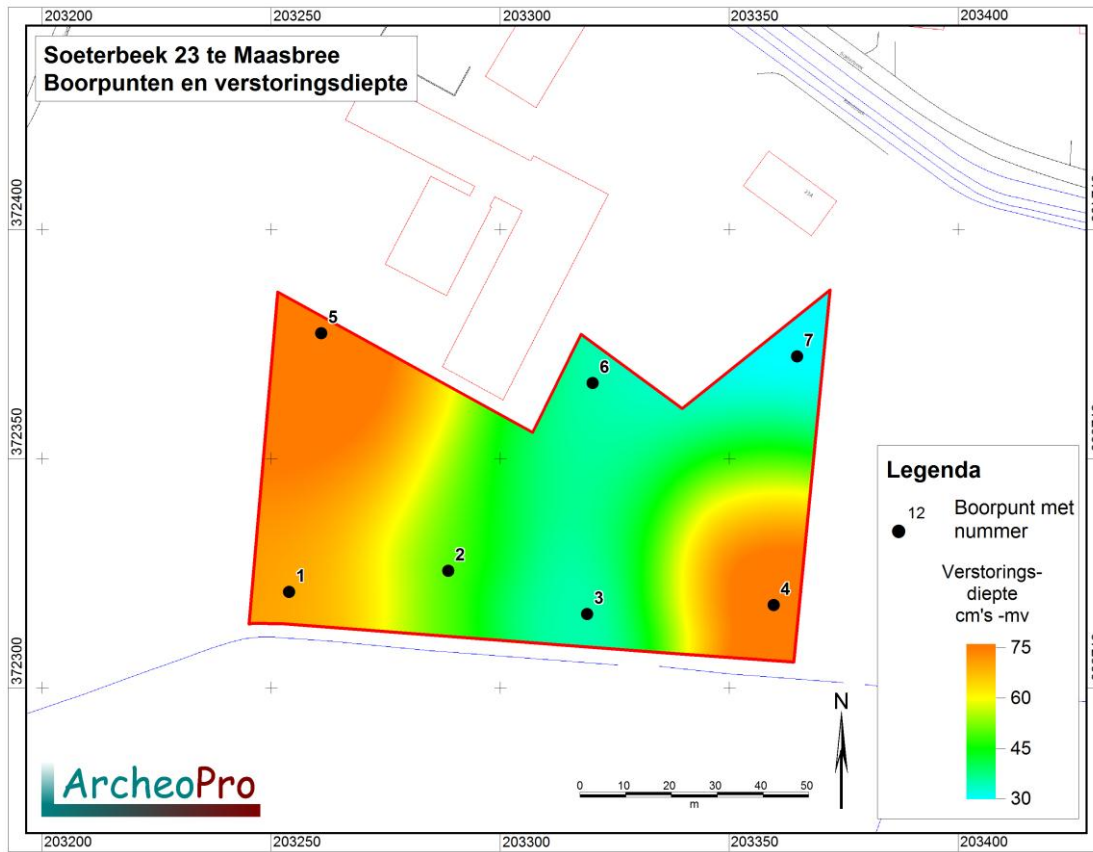 203200 203250 203300 203350 203400
Soeterbeek 23 te Maasbree
Boorpunten en verstoringsdiepte
372400
372350
372300
5
7
6
2
1
3
4
23A
Legenda
12 Boorpunt met
nummer
Verstorings-
diepte
cm's -mv
75
60
45
30
N
0 10 20 30 40 50
m
ArcheoPro
203200 203250 203300 203350 203400